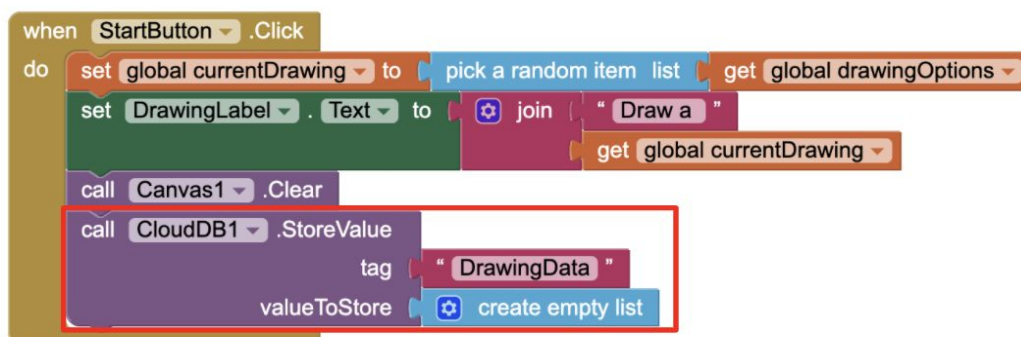 when StartButton .Click
do set global currentDrawing to pick a random item list get global drawingOptions
set DrawingLabel . Text to join " Draw a "
get global currentDrawing
call Canvas1 .Clear
call CloudDB1 .StoreValue
tag " DrawingData "
valueToStore create empty list